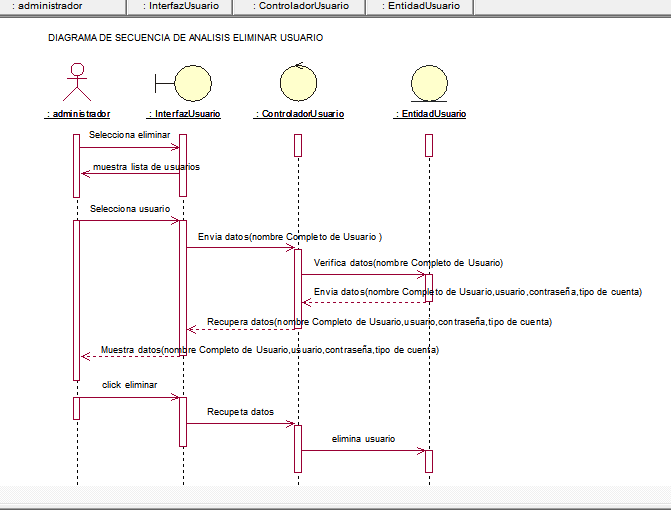 : administrador : InterfazUsuario : ControladorUsuario : EntidadUsuario
DIAGRAMA DE SECUENCIA DE ANALISIS ELIMINAR USUARIO
: administrador : InterfazUsuario : ControladorUsuario : EntidadUsuario
Selecciona eliminar
muestra lista de usuarios
Selecciona usuario
Envia datos(nombre Completo de Usuario )
Verifica datos(nombre Completo de Usuario)
Envia datos(nombre Completo de Usuario,usuario,contraseña,tipo de cuenta)
Recupera datos(nombre Completo de Usuario,usuario,contraseña,tipo de cuenta)
Muestra datos(nombre Completo de Usuario,usuario,contraseña,tipo de cuenta)
click eliminar
Recupeta datos
elimina usuario